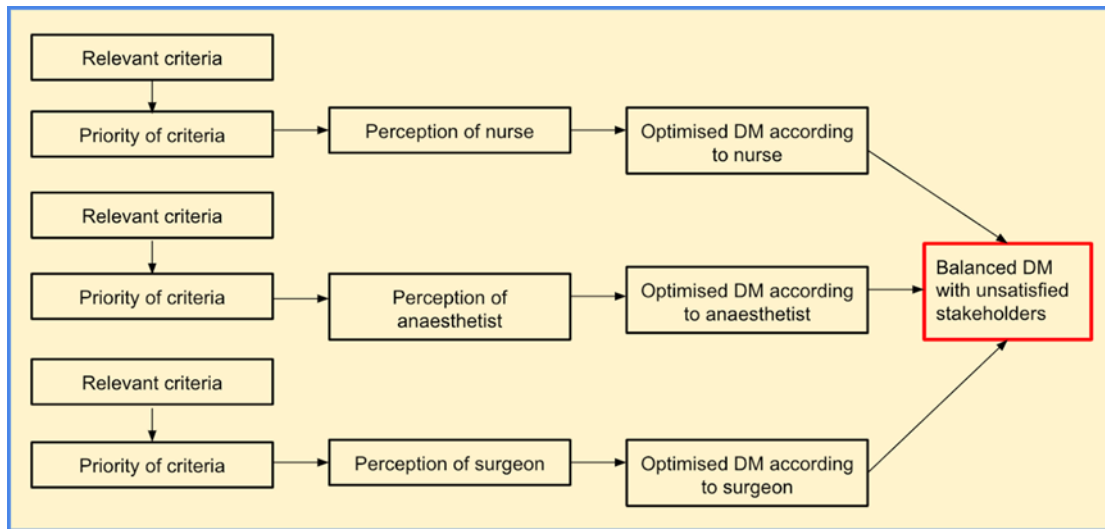 Relevant criteria
Priority of criteria
Perception of nurse
Optimised DM according
to nurse
Relevant criteria
Priority of criteria
Perception of
anaesthetist
Optimised DM according
to anaesthetist
Balanced DM
with unsatisfied
stakeholders
Relevant criteria
Priority of criteria
Perception of surgeon
Optimised DM according
to surgeon